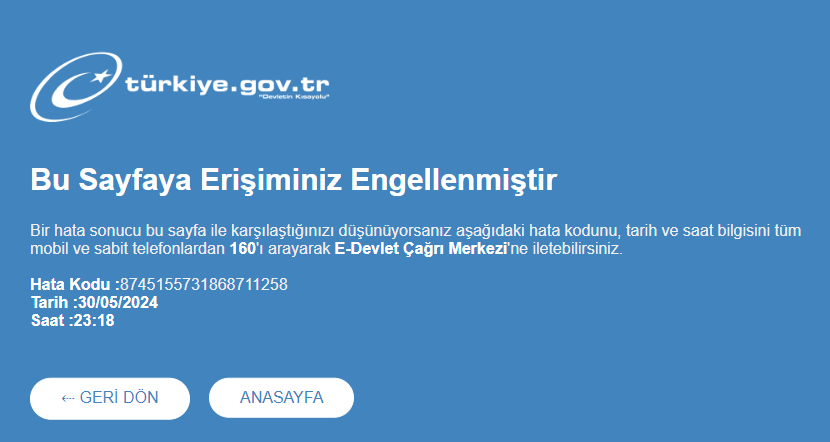 türkiye.gov.tr
"Devletin Kısayolu"
Bu Sayfaya Erişiminiz Engellenmiştir
Bir hata sonucu bu sayfa ile karşılaştığınızı düşünüyorsanız aşağıdaki hata kodunu, tarih ve saat bilgisini tüm
mobil ve sabit telefonlardan 160'ı arayarak E-Devlet Çağrı Merkezi'ne iletebilirsiniz.
Hata Kodu :8745155731868711258
Tarih :30/05/2024
Saat :23:18
⇠ GERİ DÖN ANASAYFA